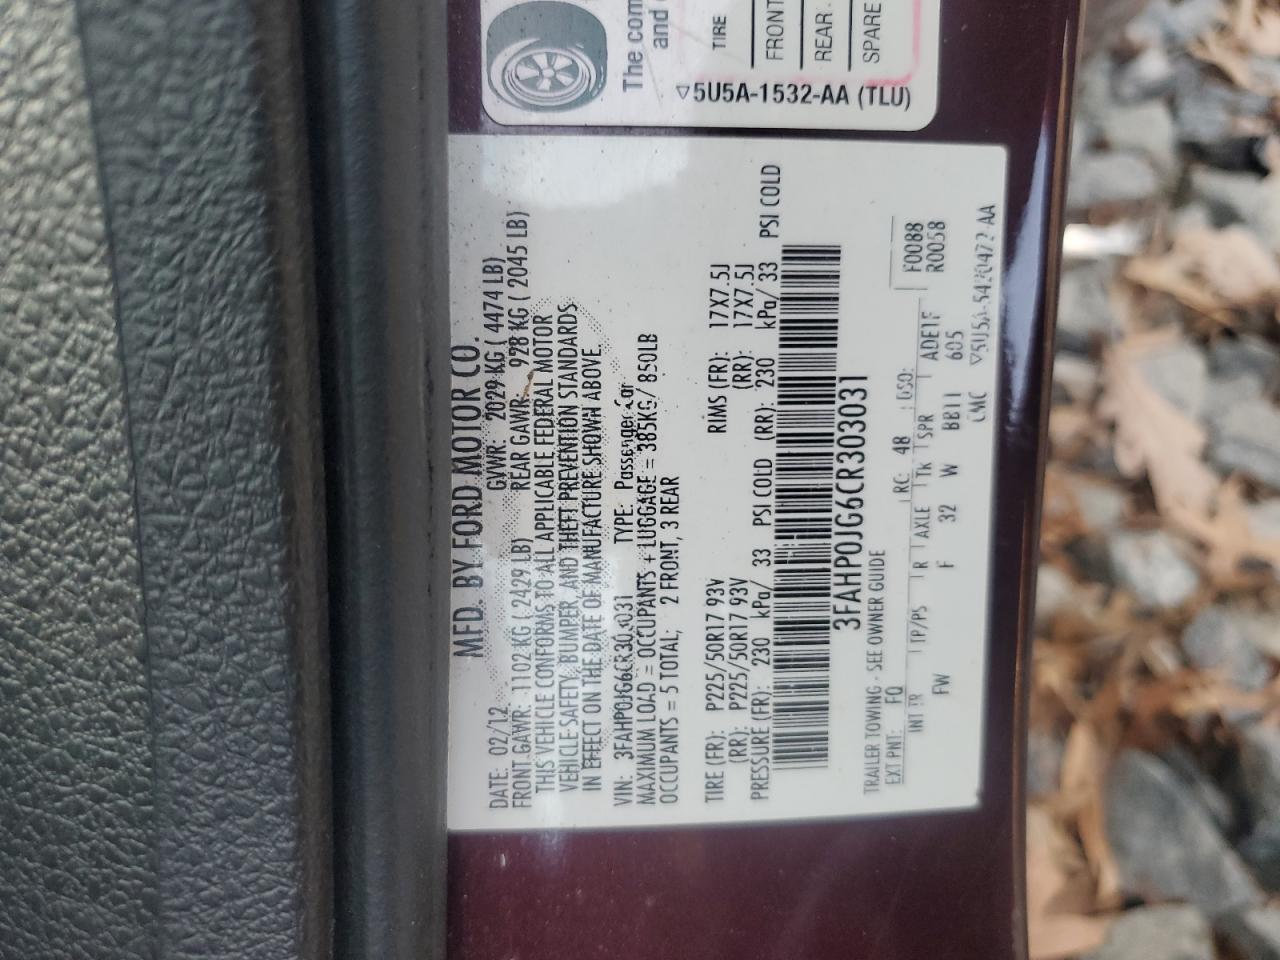 The com
and
TIRE
FRONT
REAR
SPARE
▽5U5A-1532-AA (TLU)
MFD. BY FORD MOTOR CO.
DATE: 02/12 GVWR: 2029 KG ( 4474 LB)
FRONT GAWR: 1102 KG ( 2429 LB) REAR GAWR: 928 KG ( 2045 LB)
THIS VEHICLE CONFORMS TO ALL APPLICABLE FEDERAL MOTOR
VEHICLE SAFETY, BUMPER, AND THEFT PREVENTION STANDARDS
IN EFFECT ON THE DATE OF MANUFACTURE SHOWN ABOVE.
VIN: 3FAHP0JG6CR303031 TYPE: Passenger Car
MAXIMUM LOAD = OCCUPANTS + LUGGAGE = 385KG/ 850LB
OCCUPANTS = 5 TOTAL; 2 FRONT, 3 REAR
TIRE (FR): P225/50R17 93V RIMS (FR): 17X7.5J
(RR): P225/50R17 93V (RR): 17X7.5J
PRESSURE (FR): 230 kPa/ 33 PSI COLD (RR): 230 kPa/ 33 PSI COLD
3FAHP0JG6CR303031
TRAILER TOWING - SEE OWNER GUIDE
EXT PNT: FQ RC: 48 DSO: F0088
INT TR TP/PS R AXLE TR SPR ADE1F R0058
FW F 32 W BB11 605
CMC ▽5U5A-5420472-AA